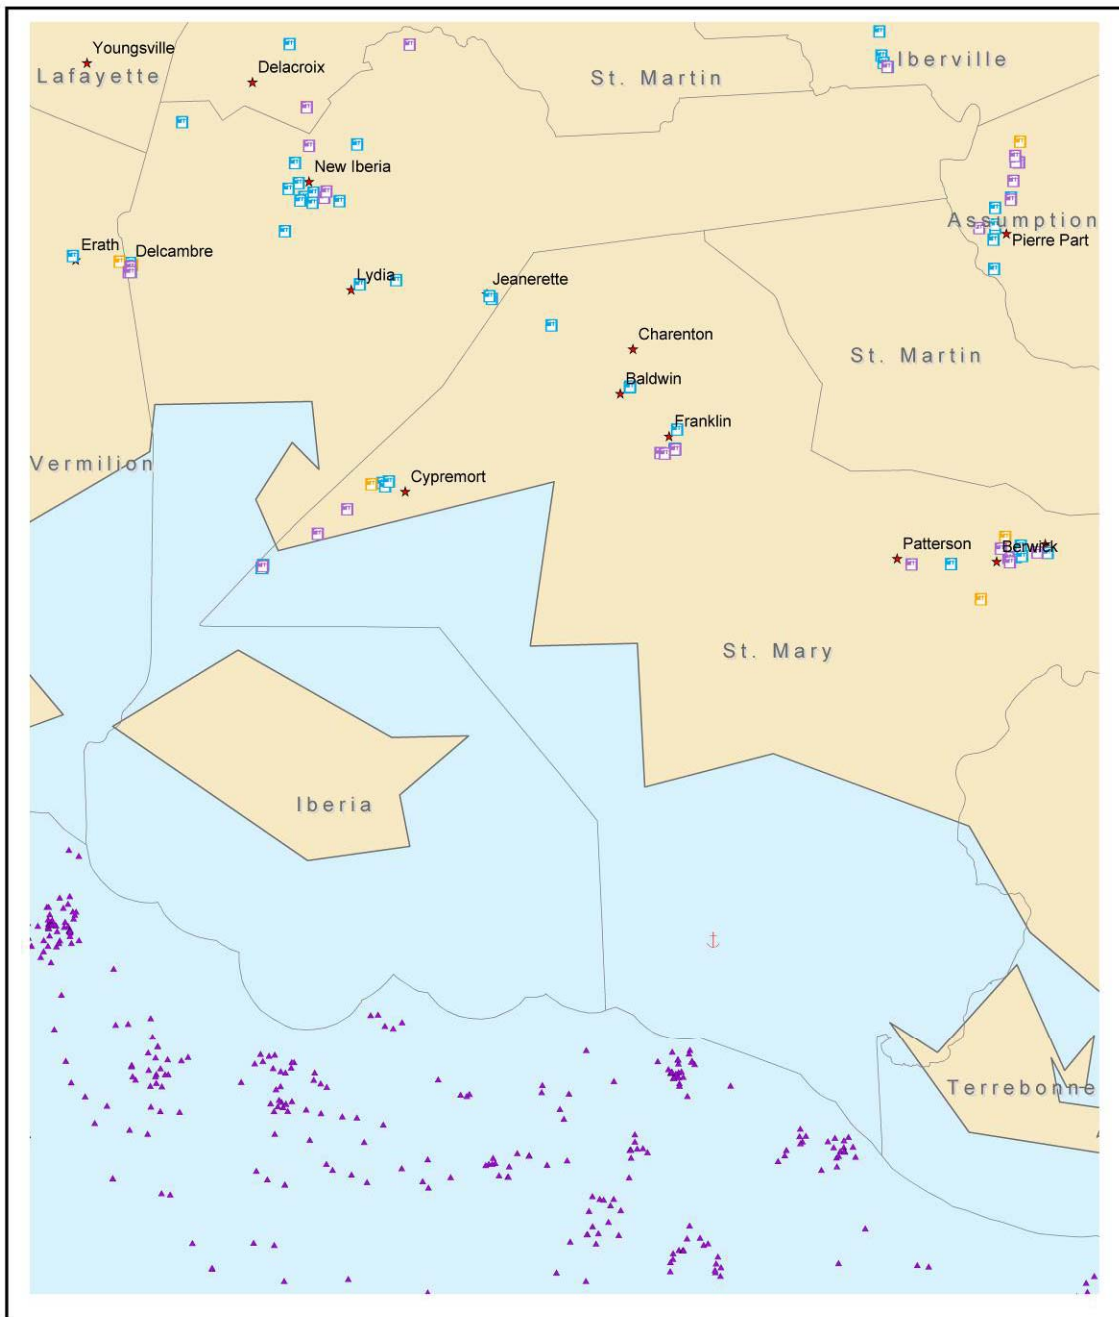 Youngsville
Lafayette
Delacroix
St. Martin
Iberville
New Iberia
Assumption
Pierre Part
Erath
Delcambre
Lydia
Jeanerette
Charenton
St. Martin
Baldwin
Franklin
Vermilion
Cypremort
Patterson
Berwick
St. Mary
Iberia
Terrebonne